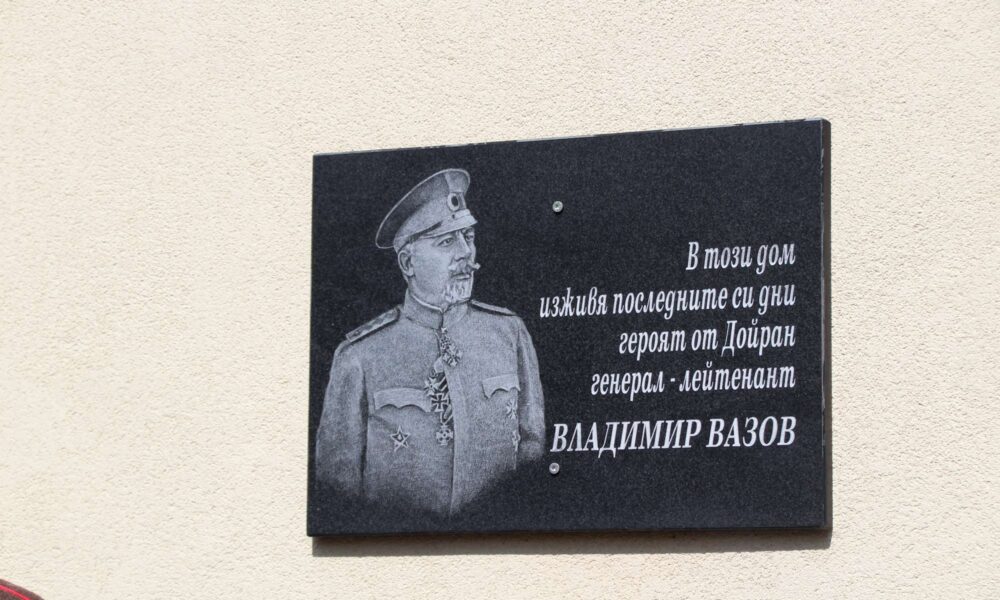 В този дом
изживя последните си дни
героят от Дойран
генерал - лейтенант
ВЛАДИМИР ВАЗОВ